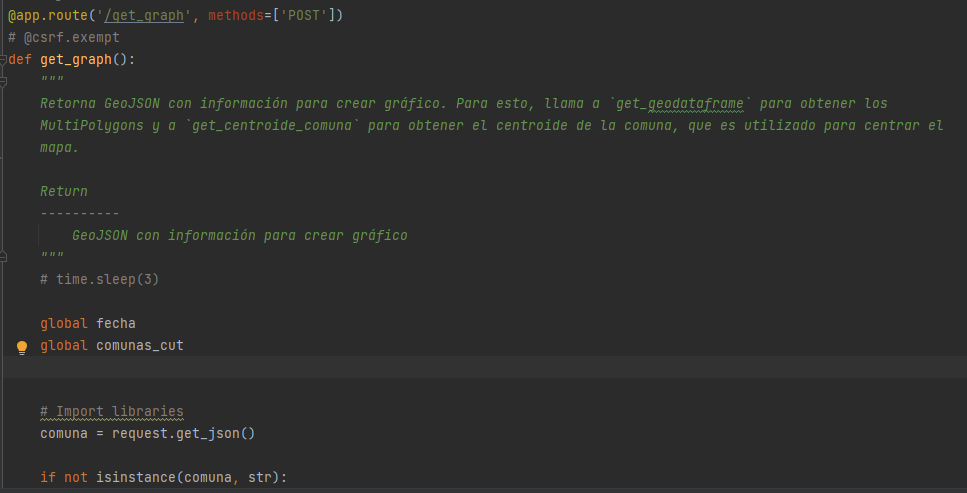 @app.route('/get_graph', methods=['POST'])
# @csrf.exempt
def get_graph():
    """
    Retorna GeoJSON con información para crear gráfico. Para esto, llama a `get_geodataframe` para obtener los
    MultiPolygons y a `get_centroide_comuna` para obtener el centroide de la comuna, que es utilizado para centrar el
    mapa.
    Return
    ----------
        GeoJSON con información para crear gráfico
    """
    # time.sleep(3)
    global fecha
    global comunas_cut
    # Import libraries
    comuna = request.get_json()
    if not isinstance(comuna, str):